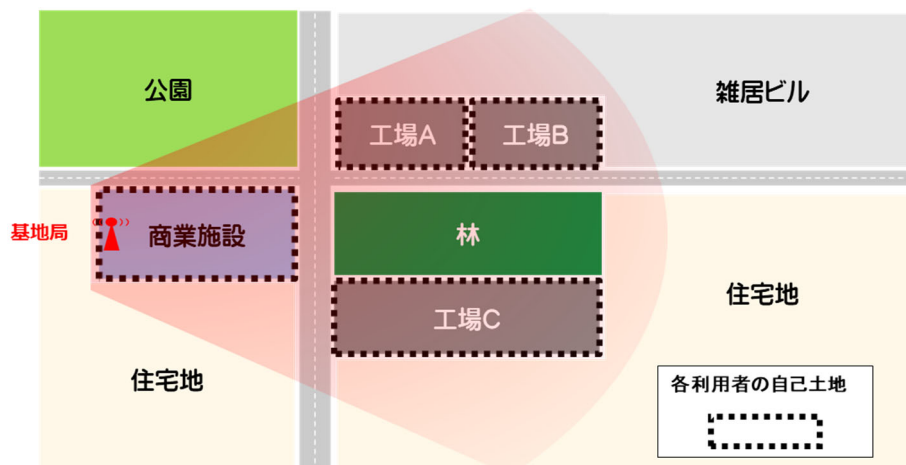 公園
雑居ビル
工場A
工場B
基地局
商業施設
林
住宅地
工場C
住宅地
各利用者の自己土地